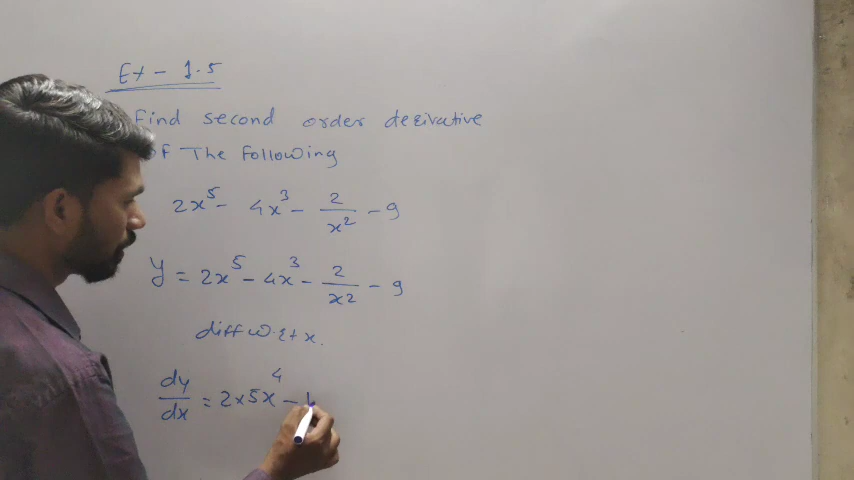 Ex - 1.5
Find second order derivative
of The following
2x⁵ - 4x³ - 2/x² - 9
y = 2x⁵ - 4x³ - 2/x² - 9
diff w.r.t x.
dy/dx = 2×5x⁴ -